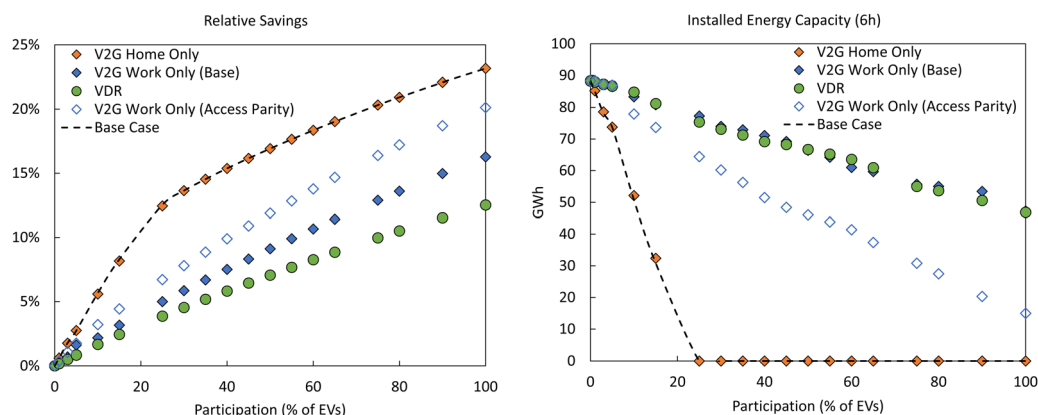 Relative Savings
25%
20%
15%
10%
5%
0%
V2G Home Only
V2G Work Only (Base)
VDR
V2G Work Only (Access Parity)
Base Case
0
20
40
60
80
100
Participation (% of EVs)
Installed Energy Capacity (6h)
GWh
100
90
80
70
60
50
40
30
20
10
0
V2G Home Only
V2G Work Only (Base)
VDR
V2G Work Only (Access Parity)
Base Case
0
20
40
60
80
100
Participation (% of EVs)